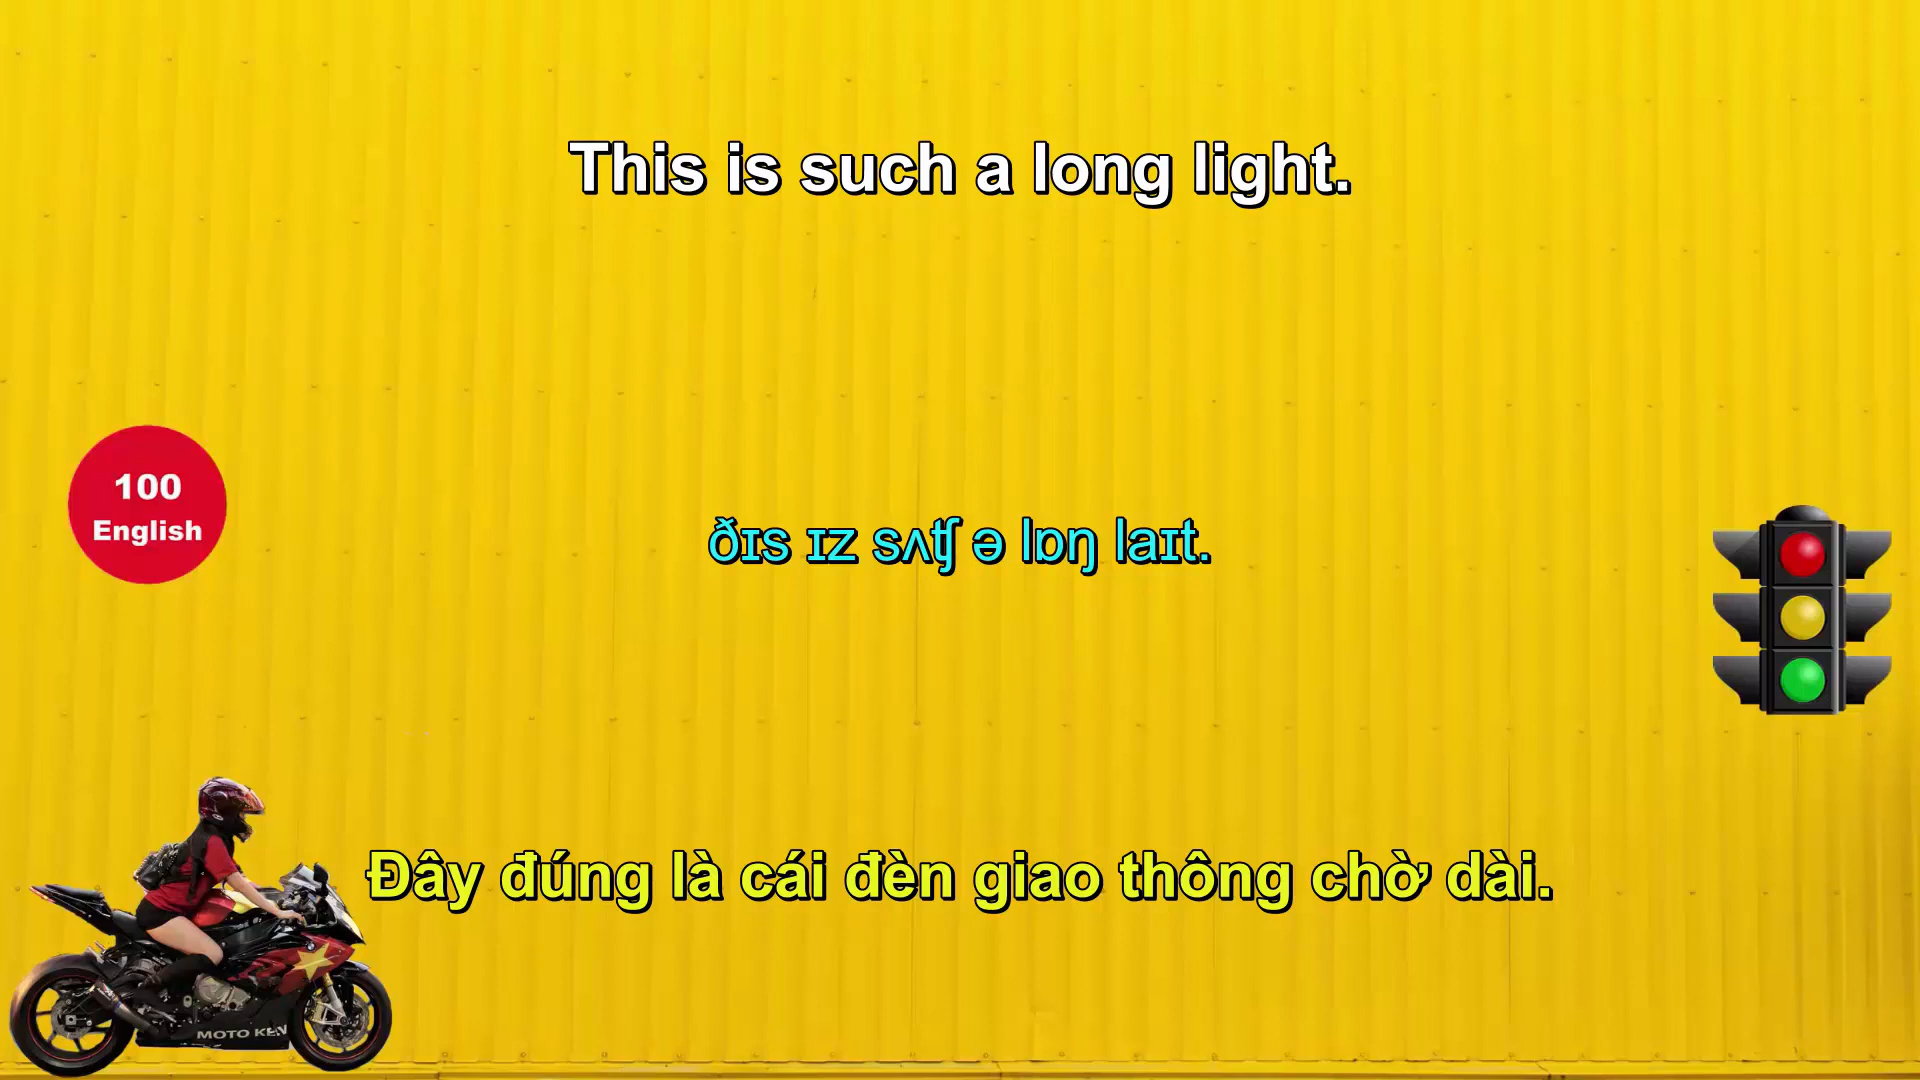 This is such a long light.
100
English
ðɪs ɪz sʌʧ ə lɒŋ laɪt.
Đây đúng là cái đèn giao thông chờ dài.
MOTO KEN